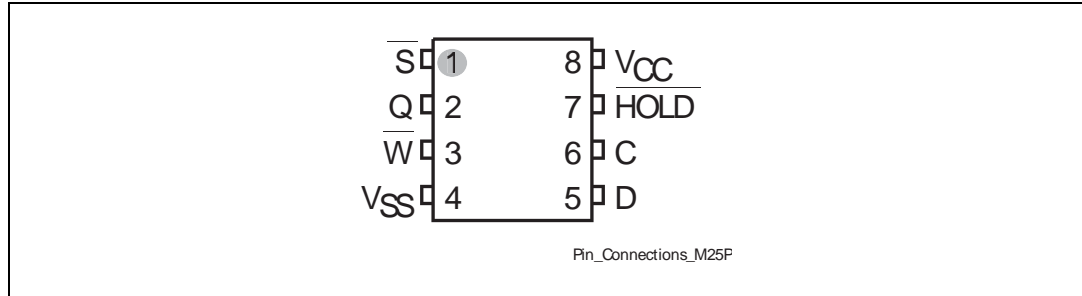 S 1 8 VCC
Q 2 7 HOLD
W 3 6 C
VSS 4 5 D
Pin_Connections_M25P